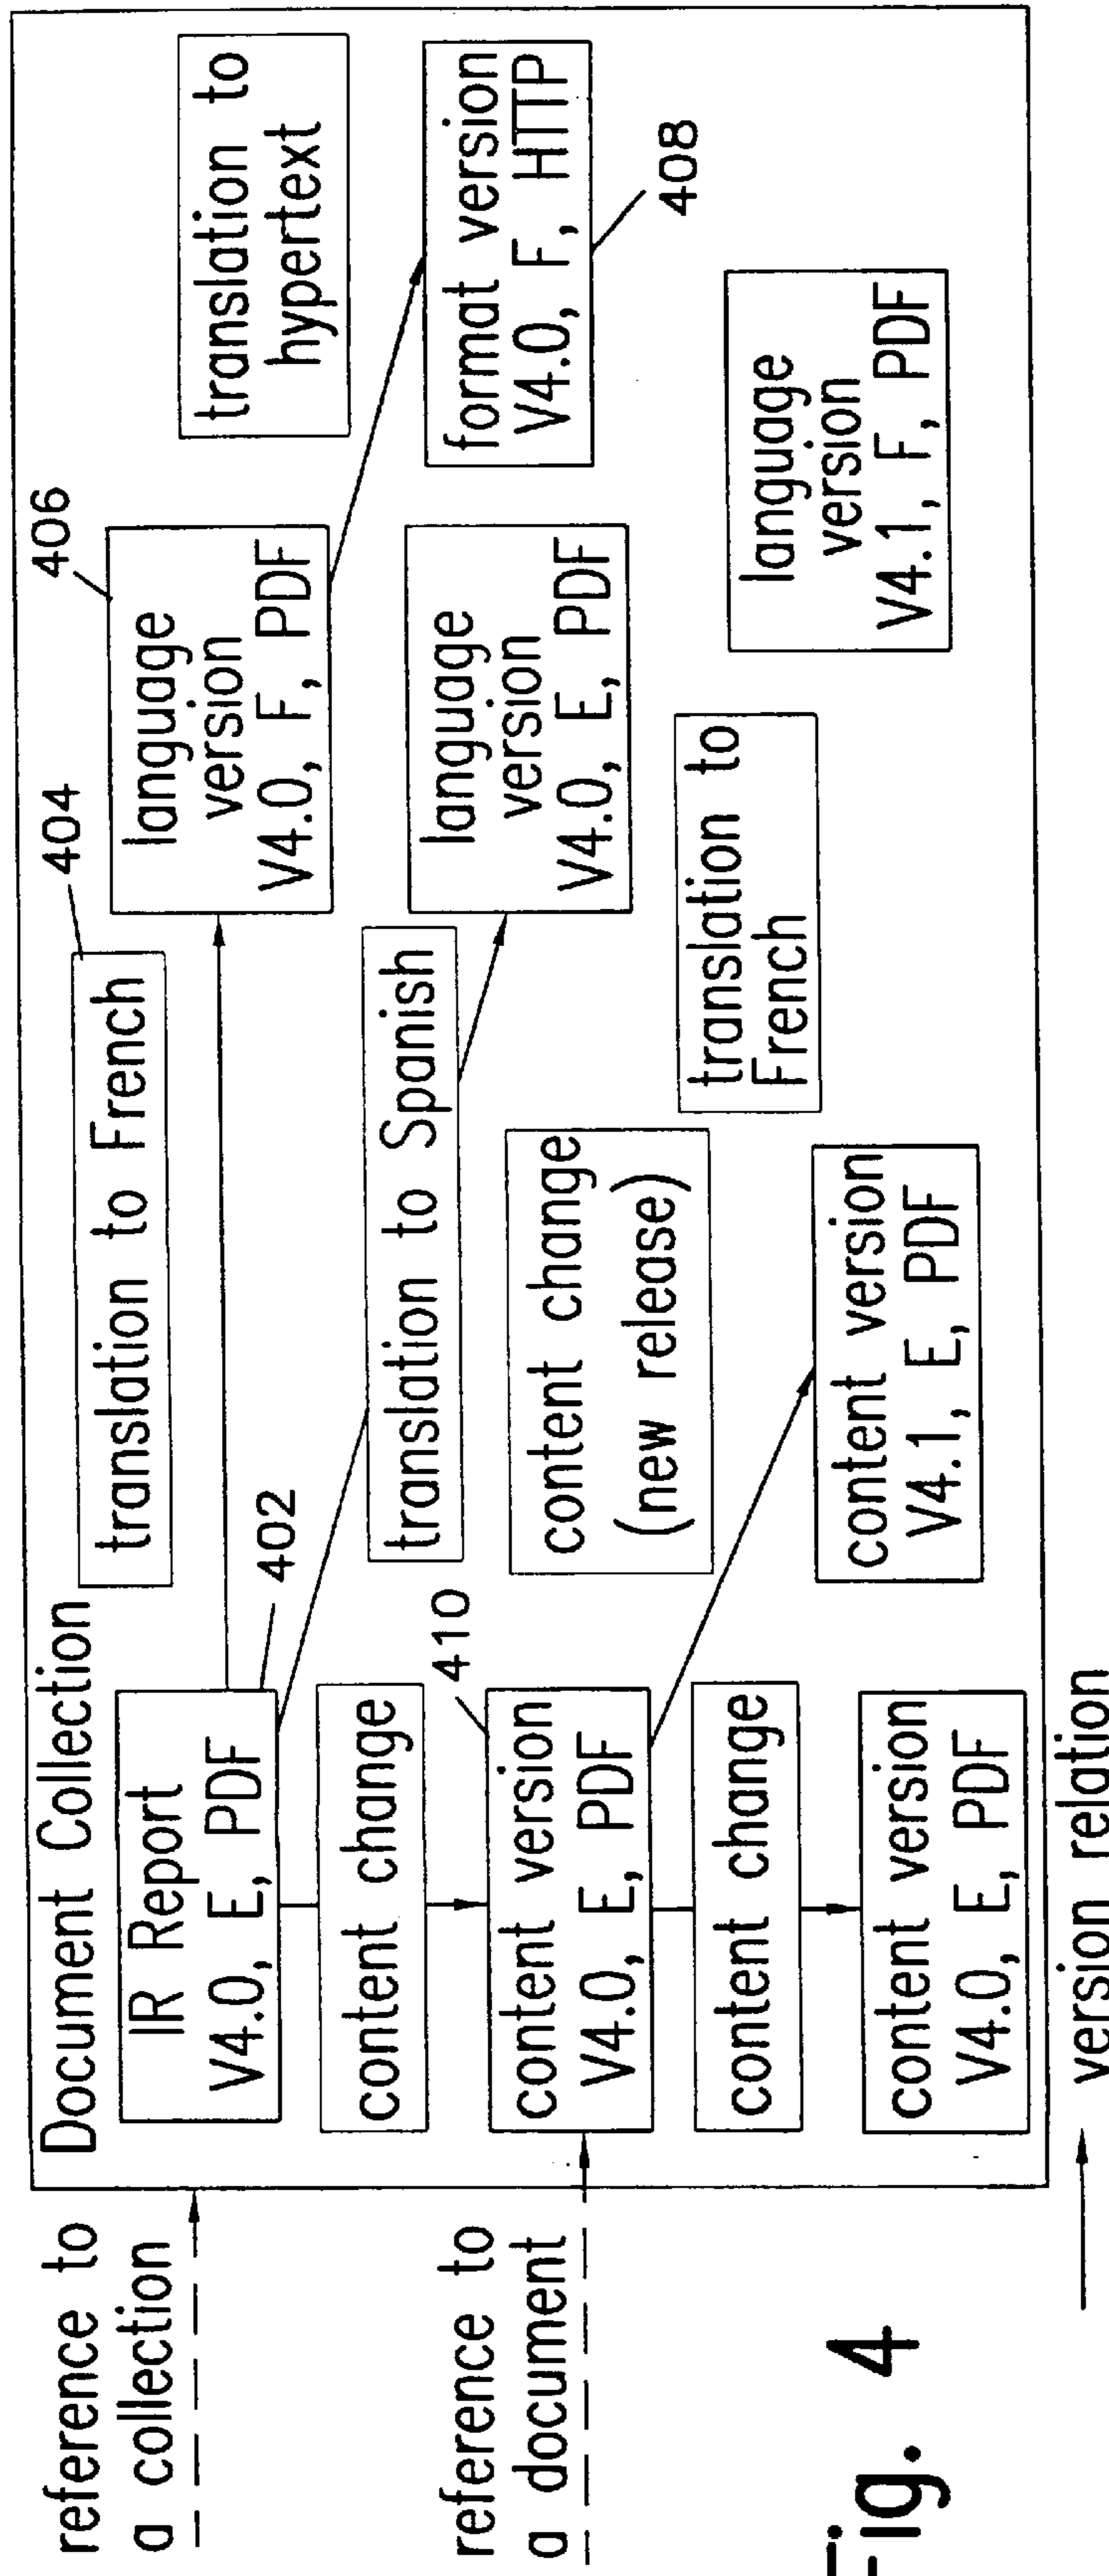 reference to
a collection
reference to
a document
Document Collection
IR Report
V4.0, E, PDF
402
content change
410
content version
V4.0, E, PDF
content change
content version
V4.0, E, PDF
translation to French
404
translation to Spanish
content change
(new release)
content version
V4.1, E, PDF
406
language
version
V4.0, F, PDF
language
version
V4.0, E, PDF
translation to
French
translation to
hypertext
format version
V4.0, F, HTTP
408
language
version
V4.1, F, PDF
version relation
Fig. 4